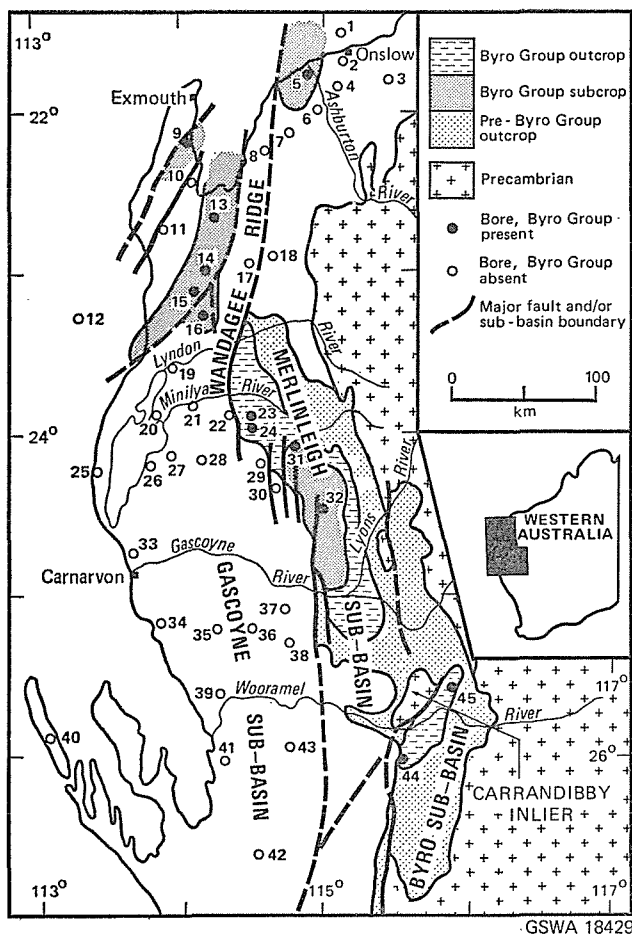 113°
1
Onslow
2
3
4
5
6
7
8
Exmouth
22°
Ashburton
River
9
10
11
12
13
14
15
16
17
18
WANDAGEE RIDGE
Lyndon
River
19
Minilya
River
20
21
22
23
24
MERLINLEIGH
SUB-BASIN
24°
25
26
27
28
29
30
31
32
Lyons
River
33
Carnarvon
Gascoyne
River
GASCOYNE
SUB-BASIN
34
35
36
37
38
39
Wooramel
River
40
41
42
43
44
45
BYRO SUB-BASIN
CARRANDIBBY
INLIER
117°
26°
113°
115°
117°
Byro Group outcrop
Byro Group subcrop
Pre-Byro Group
outcrop
Precambrian
Bore, Byro Group
present
Bore, Byro Group
absent
Major fault and/or
sub-basin boundary
0
100
km
WESTERN
AUSTRALIA
GSWA 18429